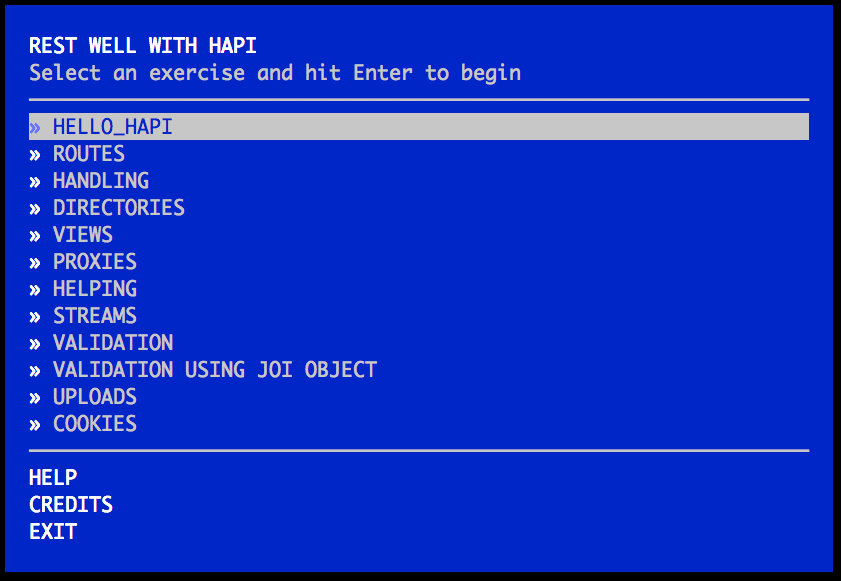 REST WELL WITH HAPI
Select an exercise and hit Enter to begin
» HELLO_HAPI
» ROUTES
» HANDLING
» DIRECTORIES
» VIEWS
» PROXIES
» HELPING
» STREAMS
» VALIDATION
» VALIDATION USING JOI OBJECT
» UPLOADS
» COOKIES
HELP
CREDITS
EXIT